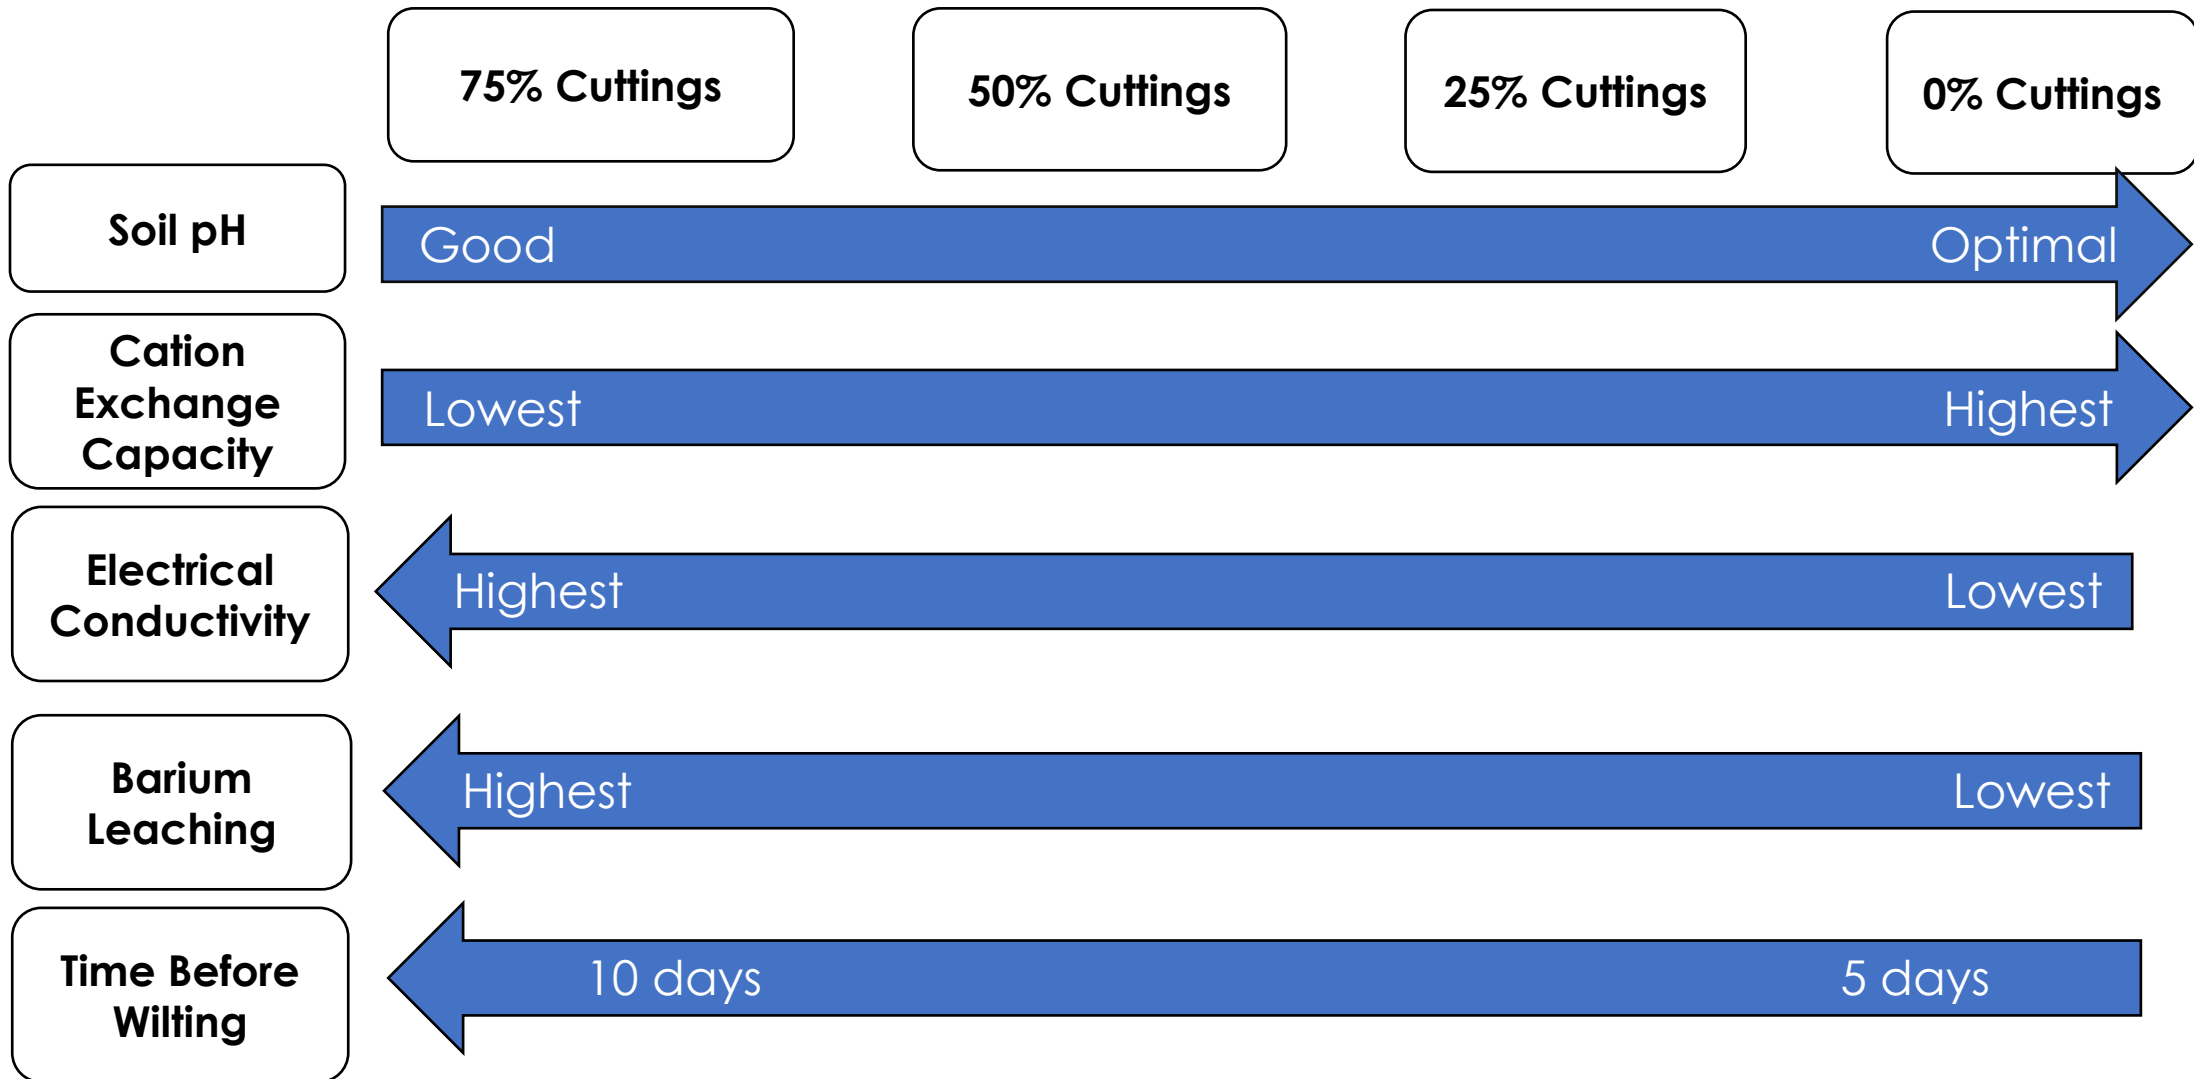 75% Cuttings
50% Cuttings
25% Cuttings
0% Cuttings
Soil pH
Good
Optimal
Cation
Exchange
Capacity
Lowest
Highest
Electrical
Conductivity
Highest
Lowest
Barium
Leaching
Highest
Lowest
Time Before
Wilting
10 days
5 days